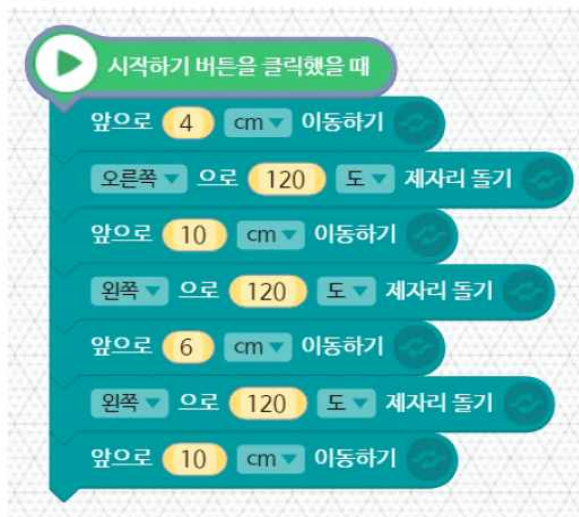 시작하기 버튼을 클릭했을 때
앞으로 4 cm 이동하기
오른쪽 으로 120 도 제자리 돌기
앞으로 10 cm 이동하기
왼쪽 으로 120 도 제자리 돌기
앞으로 6 cm 이동하기
왼쪽 으로 120 도 제자리 돌기
앞으로 10 cm 이동하기